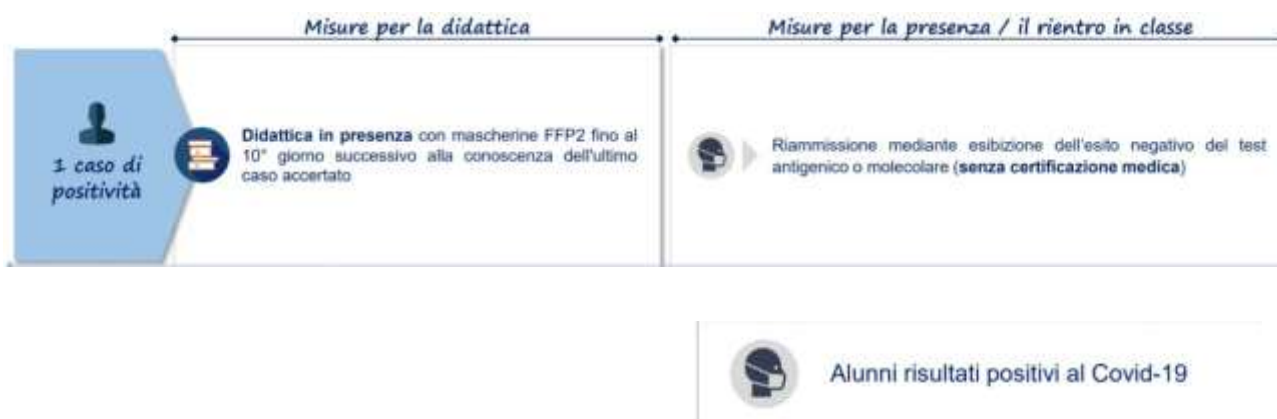 Misure per la didattica
Misure per la presenza / il rientro in classe
1 caso di
positività
Didattica in presenza con mascherine FFP2 fino al
10° giorno successivo alla conoscenza dell'ultimo
caso accertato
Riammissione mediante esibizione dell'esito negativo del test
antigenico o molecolare (senza certificazione medica)
Alunni risultati positivi al Covid-19